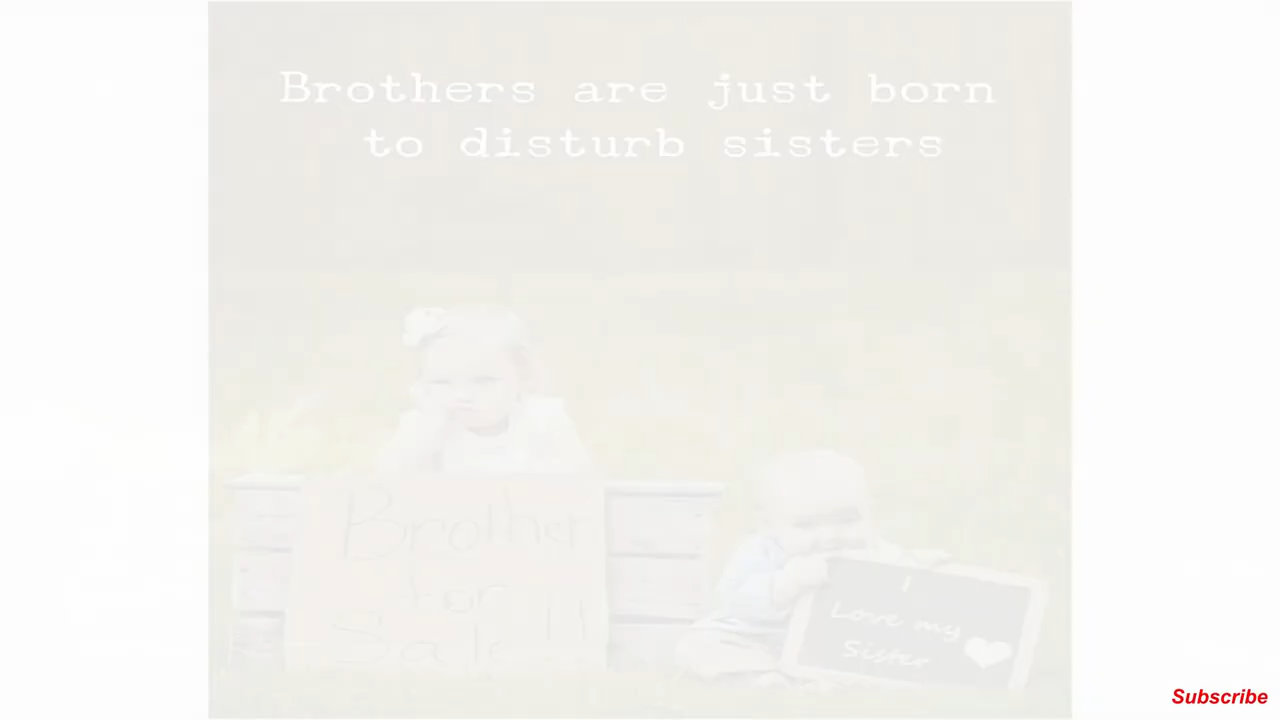 Brothers are just born
to disturb sisters
Brother
for
Sale!!
I
Love my
Sister
Subscribe